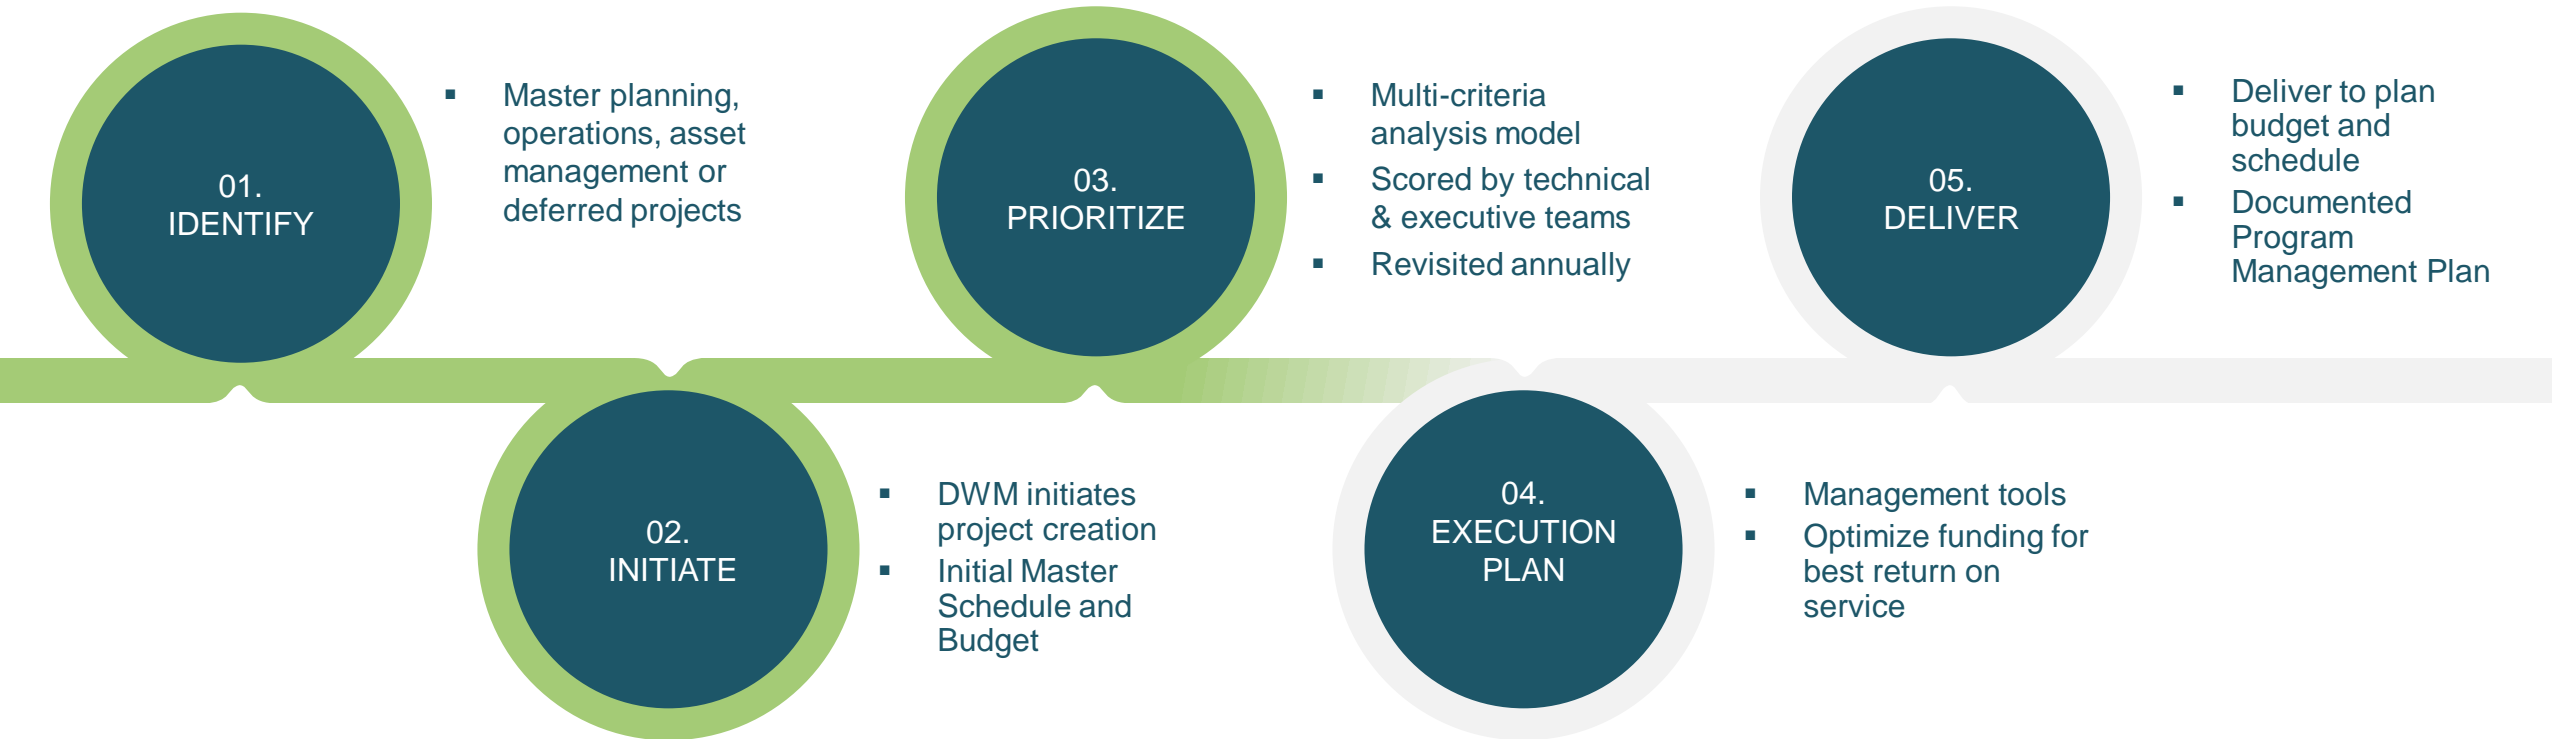 01.
IDENTIFY
▪ Master planning,
operations, asset
management or
deferred projects
02.
INITIATE
▪ DWM initiates
project creation
▪ Initial Master
Schedule and
Budget
03.
PRIORITIZE
▪ Multi-criteria
analysis model
▪ Scored by technical
& executive teams
▪ Revisited annually
04.
EXECUTION
PLAN
▪ Management tools
▪ Optimize funding for
best return on
service
05.
DELIVER
▪ Deliver to plan
budget and
schedule
▪ Documented
Program
Management Plan